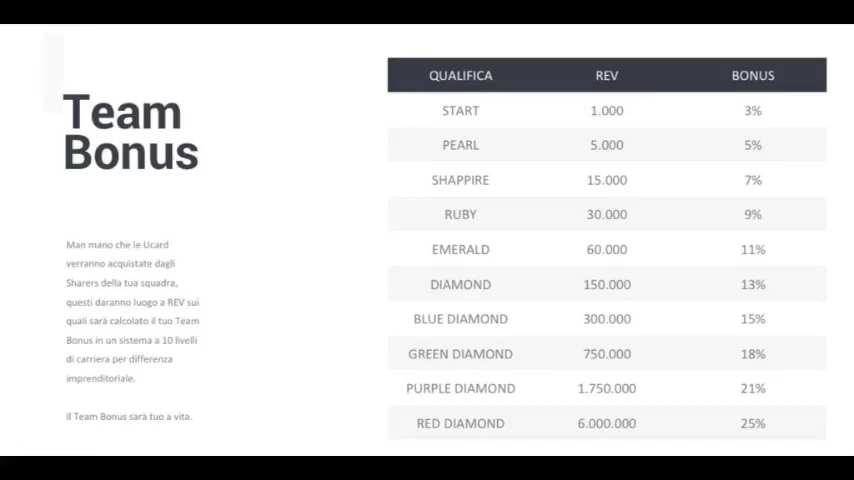 Team
Bonus
Man mano che le Ucard
verranno acquistate dagli
Sharers della tua squadra,
questi daranno luogo a REV sui
quali sarà calcolato il tuo Team
Bonus in un sistema a 10 livelli
di carriera per differenza
imprenditoriale.
Il Team Bonus sarà tuo a vita.
QUALIFICA REV BONUS
START 1.000 3%
PEARL 5.000 5%
SHAPPIRE 15.000 7%
RUBY 30.000 9%
EMERALD 60.000 11%
DIAMOND 150.000 13%
BLUE DIAMOND 300.000 15%
GREEN DIAMOND 750.000 18%
PURPLE DIAMOND 1.750.000 21%
RED DIAMOND 6.000.000 25%